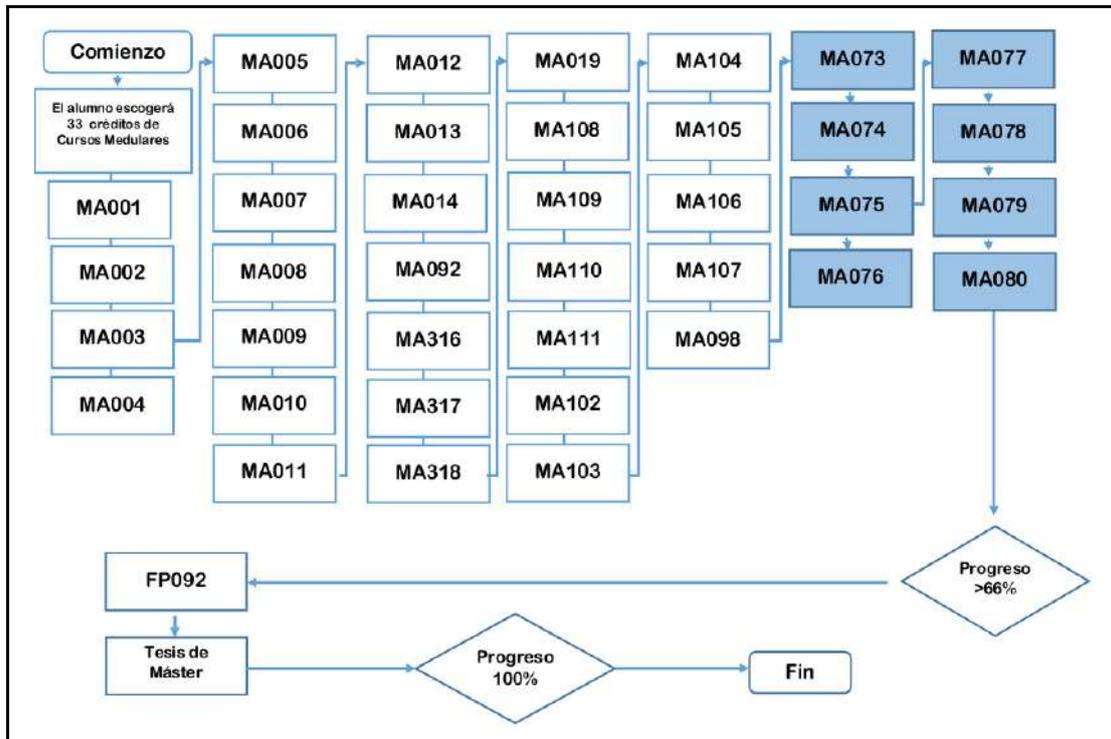 Comienzo
El alumno escogerá
33 créditos de
Cursos Medulares
MA001
MA002
MA003
MA004
MA005
MA006
MA007
MA008
MA009
MA010
MA011
MA012
MA013
MA014
MA092
MA316
MA317
MA318
MA019
MA108
MA109
MA110
MA111
MA102
MA103
MA104
MA105
MA106
MA107
MA098
MA073
MA074
MA075
MA076
MA077
MA078
MA079
MA080
Progreso
>66%
FP092
Tesis de
Máster
Progreso
100%
Fin